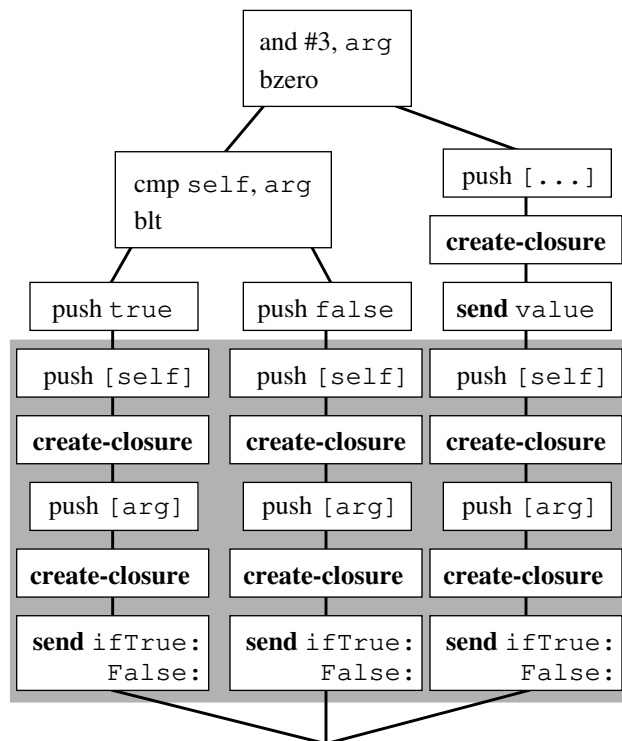 and #3, arg
bzero
cmp self, arg
blt
push [...]
create-closure
push true
push false
send value
push [self]
push [self]
push [self]
create-closure
create-closure
create-closure
push [arg]
push [arg]
push [arg]
create-closure
create-closure
create-closure
send ifTrue:
False:
send ifTrue:
False:
send ifTrue:
False: